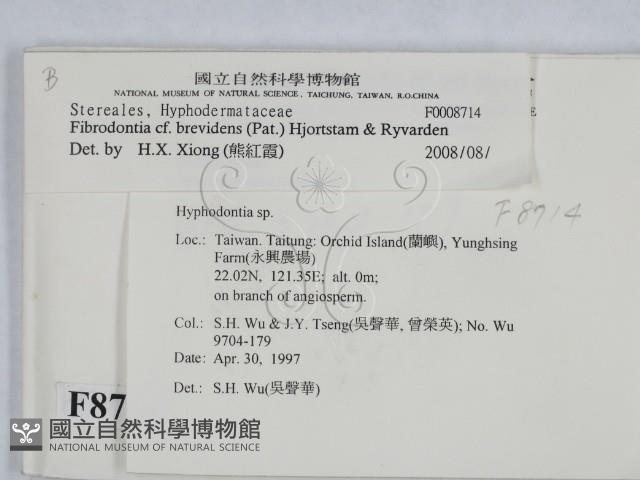 B
國立自然科學博物館
NATIONAL MUSEUM OF NATURAL SCIENCE, TAICHUNG, TAIWAN, R.O.CHINA
Stereales, Hyphodermataceae F0008714
Fibrodontia cf. brevidens (Pat.) Hjortstam & Ryvarden
Det. by H.X. Xiong (熊紅霞) 2008/08/
F8714
Hyphodontia sp.
Loc.: Taiwan. Taitung: Orchid Island(蘭嶼), Yunghsing
Farm(永興農場)
22.02N, 121.35E; alt. 0m;
on branch of angiosperm.
Col.: S.H. Wu & J.Y. Tseng(吳聲華, 曾榮英); No. Wu
9704-179
Date: Apr. 30, 1997
Det.: S.H. Wu(吳聲華)
F87
國立自然科學博物館
NATIONAL MUSEUM OF NATURAL SCIENCE